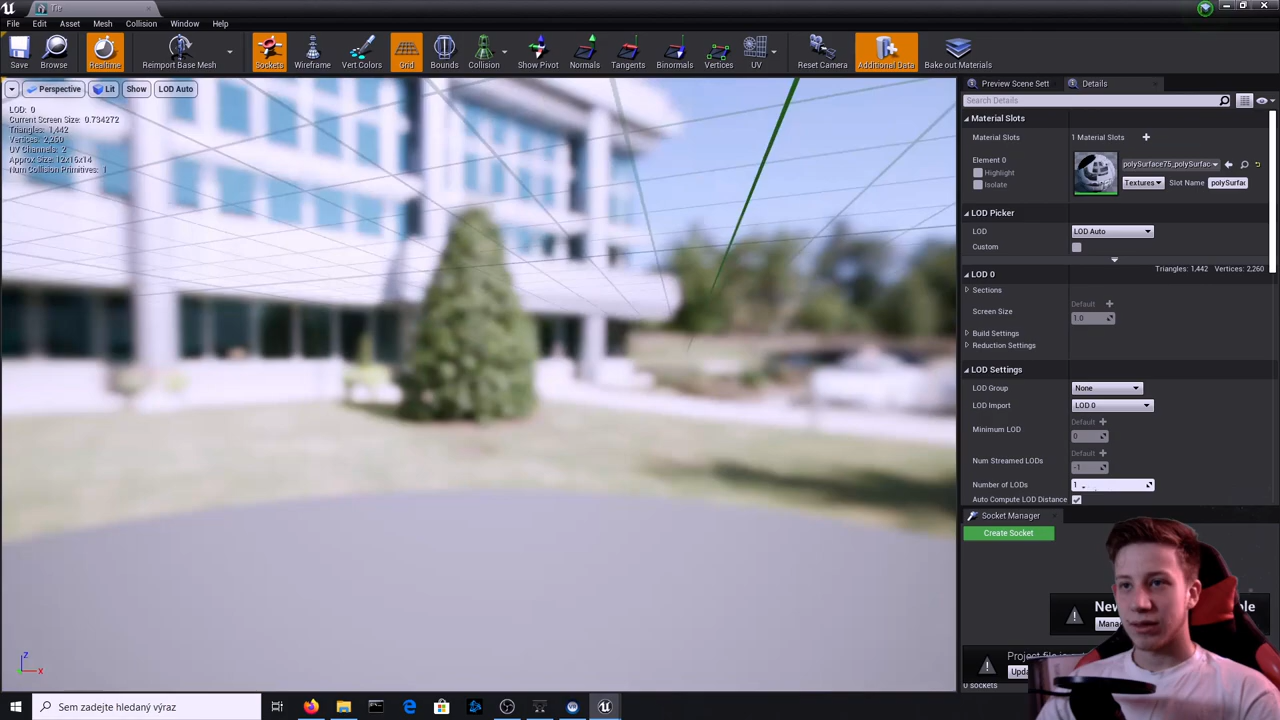 Tie
File Edit Asset Mesh Collision Window Help
Save Browse Realtime Reimport Base Mesh Sockets Wireframe Vert Colors Grid Bounds Collision Show Pivot Normals Tangents Binormals Vertices UV Reset Camera Additional Data Bake out Materials
Perspective Lit Show LOD Auto
LOD: 0
Current Screen Size: 0.734272
Triangles: 1,442
Vertices: 2,260
UV Channels: 2
Approx Size: 12x16x14
Num Collision Primitives: 1
Z
X
Preview Scene Sett Details
Search Details
Material Slots
Material Slots 1 Material Slots
Element 0
Highlight
Isolate
polySurface75_polySurfac
Textures Slot Name polySurfac
LOD Picker
LOD LOD Auto
Custom
Triangles: 1,442 Vertices: 2,260
LOD 0
Sections
Screen Size Default
1.0
Build Settings
Reduction Settings
LOD Settings
LOD Group None
LOD Import LOD 0
Minimum LOD Default
0
Num Streamed LODs Default
-1
Number of LODs 1
Auto Compute LOD Distance
Socket Manager
Create Socket
0 sockets
Sem zadejte hledaný výraz